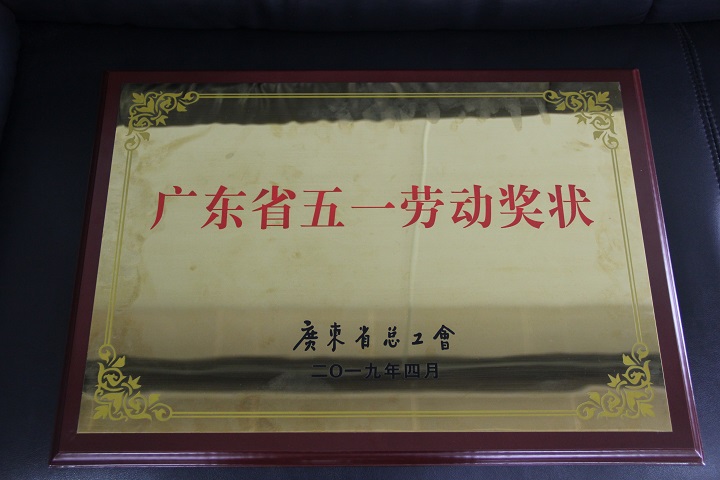 广东省五一劳动奖状
廣東省总工會
二〇一九年四月